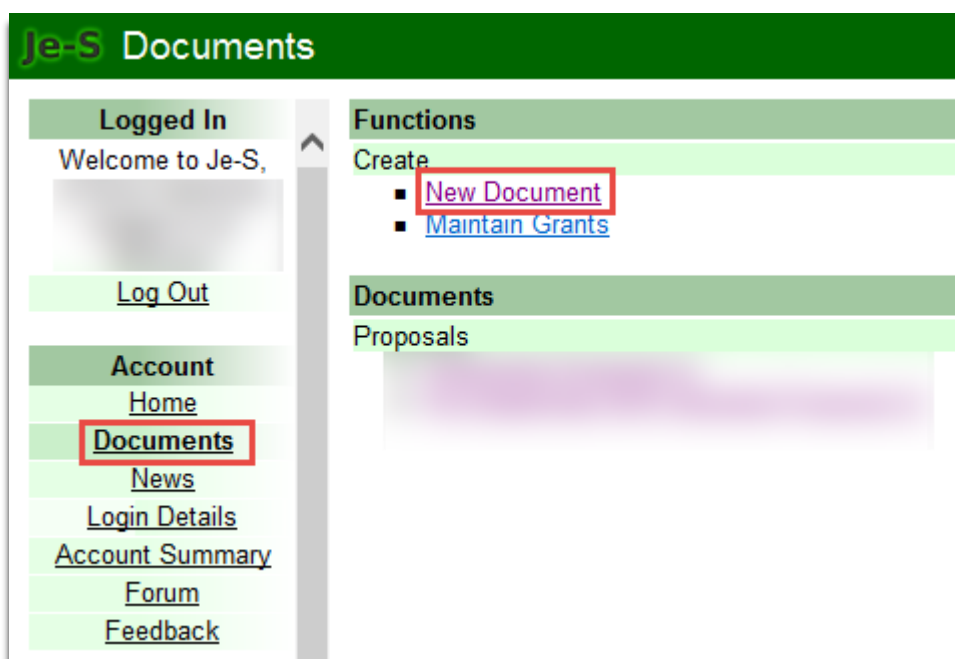 Je-S Documents
Logged In
Welcome to Je-S,
Log Out
Account
Home
Documents
News
Login Details
Account Summary
Forum
Feedback
Functions
Create
New Document
Maintain Grants
Documents
Proposals